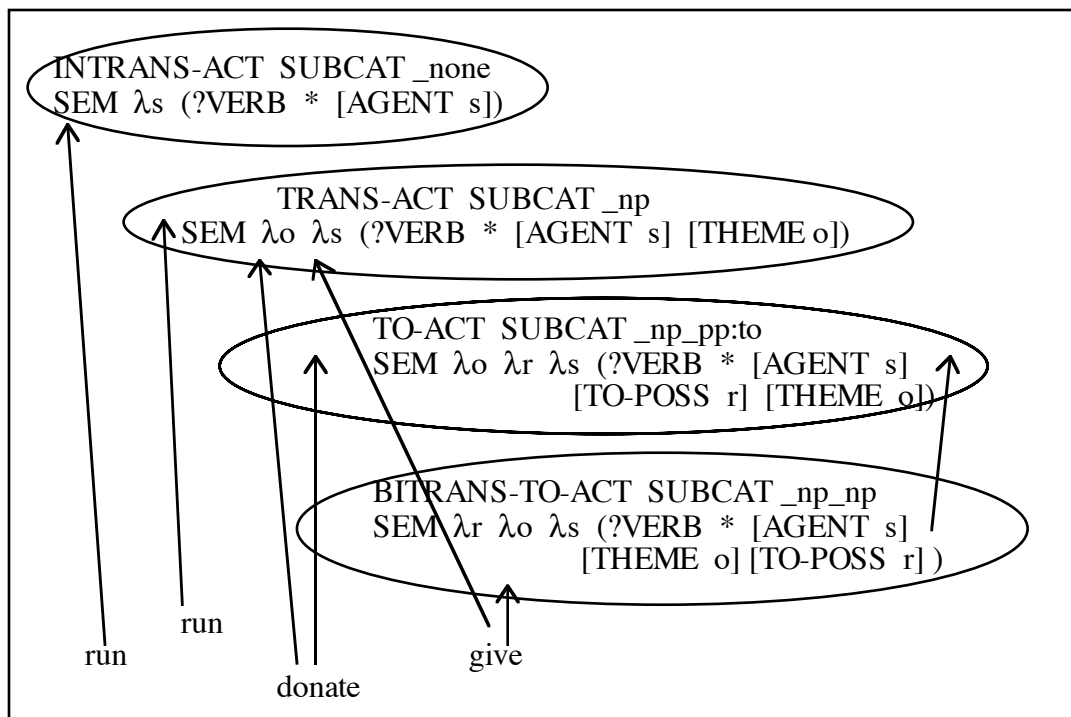 INTRANS-ACT SUBCAT _none
SEM λs (?VERB * [AGENT s])
TRANS-ACT SUBCAT _np
SEM λo λs (?VERB * [AGENT s] [THEME o])
TO-ACT SUBCAT _np_pp:to
SEM λo λr λs (?VERB * [AGENT s]
[TO-POSS r] [THEME o])
BITRANS-TO-ACT SUBCAT _np_np
SEM λr λo λs (?VERB * [AGENT s]
[THEME o] [TO-POSS r] )
run
run
give
donate